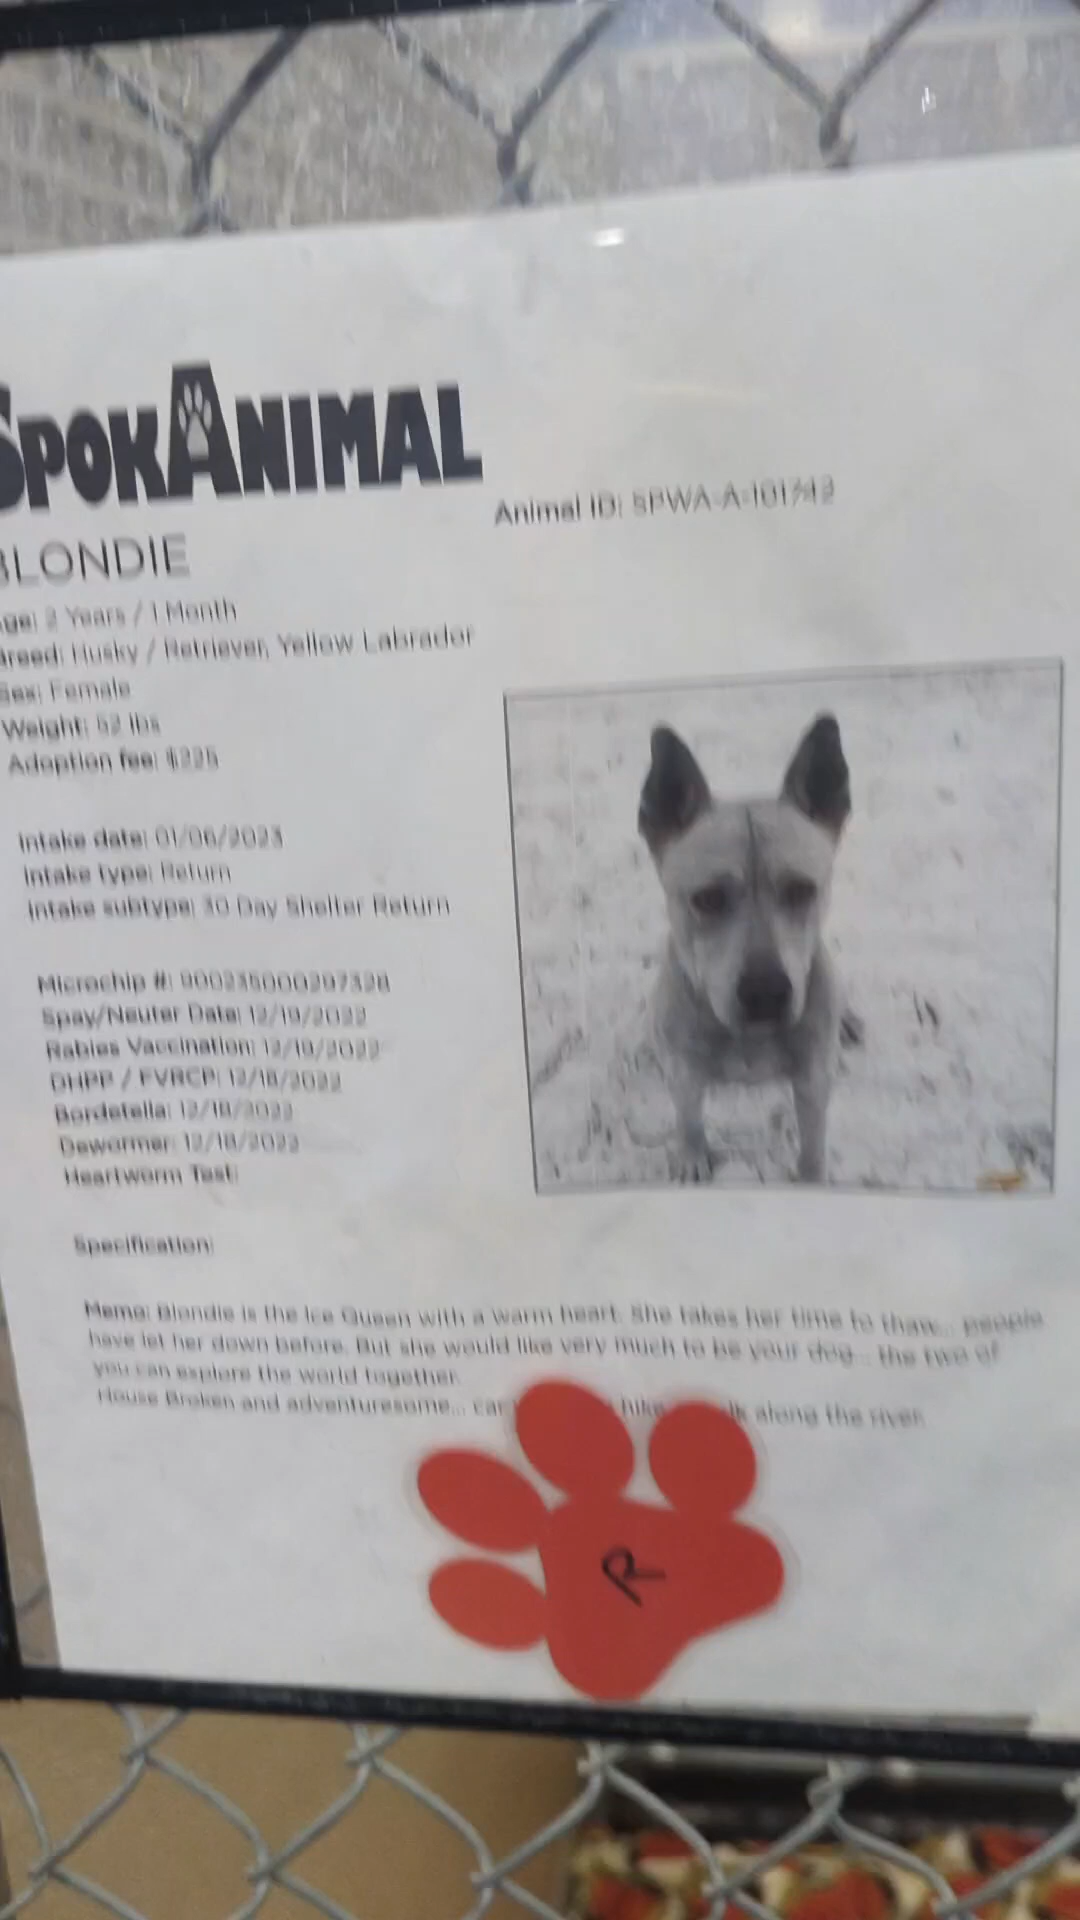 SPOKANIMAL
Animal ID: SPWA-A-101742
BLONDIE
Age: 2 Years / 1 Month
Breed: Husky / Retriever, Yellow Labrador
Sex: Female
Weight: 52 lbs
Adoption fee: $225
Intake date: 01/06/2023
Intake type: Return
Intake subtype: 30 Day Shelter Return
Microchip #:
Spay/Neuter Date: 12/19/2022
Rabies Vaccination: 12/18/2022
DHPP / FVRCP: 12/18/2022
Bordetella: 12/18/2022
Dewormer: 12/18/2022
Heartworm Test:
Specification:
Memo: Blondie is the Ice Queen with a warm heart. She takes her time to thaw... people
have let her down before. But she would like very much to be your dog... the two of
you can explore the world together.
House Broken and adventuresome... hike along the river.
R